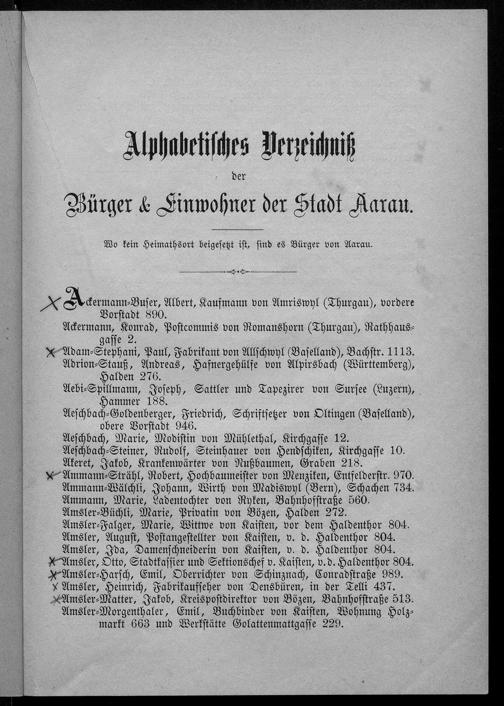 Alphabetisches Verzeichniß
der
Bürger & Einwohner der Stadt Aarau.
Wo kein Heimathsort beigesetzt ist, sind es Bürger von Aarau.
Ackermann-Buser, Albert, Kaufmann von Amriswyl (Thurgau), vordere
Vorstadt 890.
Ackermann, Konrad, Postcommis von Romanshorn (Thurgau), Rathhaus-
gasse 2.
Adam-Stephani, Paul, Fabrikant von Allschwyl (Baselland), Bachstr. 1113.
Adrion-Stauß, Andreas, Hafnergehülfe von Alpirsbach (Württemberg),
Halden 276.
Aebi-Spillmann, Joseph, Sattler und Tapezirer von Sursee (Luzern),
Hammer 188.
Aeschbach-Goldenberger, Friedrich, Schriftsetzer von Oltingen (Baselland),
obere Vorstadt 946.
Aeschbach, Marie, Modistin von Mühlethal, Kirchgasse 12.
Aeschbach-Steiner, Rudolf, Steinhauer von Hendschiken, Kirchgasse 10.
Akeret, Jakob, Krankenwärter von Nußbaumen, Graben 218.
Ammann-Strähl, Robert, Hochbaumeister von Menziken, Entfelderstr. 970.
Ammann-Wälchli, Johann, Wirth von Madiswyl (Bern), Schachen 734.
Ammann, Marie, Ladentochter von Ryken, Bahnhofstraße 560.
Amsler-Büchli, Marie, Privatin von Bözen, Halden 272.
Amsler-Falger, Marie, Wittwe von Kaisten, vor dem Haldenthor 804.
Amsler, August, Postangestellter von Kaisten, v. d. Haldenthor 804.
Amsler, Ida, Damenschneiderin von Kaisten, v. d. Haldenthor 804.
Amsler, Otto, Stadtkassier und Sektionschef v. Kaisten, v. d. Haldenthor 804.
Amsler-Harsch, Emil, Oberrichter von Schinznach, Conradstraße 989.
Amsler, Heinrich, Fabrikaufseher von Densbüren, in der Telli 437.
Amsler-Matter, Jakob, Kreispostdirektor von Bözen, Bahnhofstraße 513.
Amsler-Morgenthaler, Emil, Buchbinder von Kaisten, Wohnung Holz-
markt 663 und Werkstätte Golattenmattgasse 229.